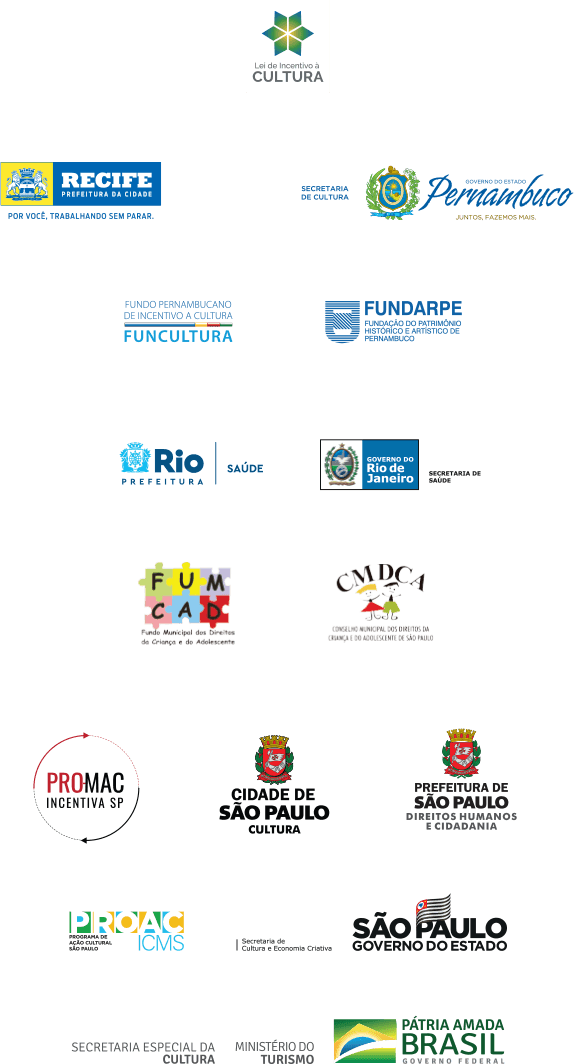 Lei de Incentivo à
CULTURA
RECIFE
PREFEITURA DA CIDADE
POR VOCÊ, TRABALHANDO SEM PARAR.
SECRETARIA
DE CULTURA
GOVERNO DO ESTADO
Pernambuco
JUNTOS, FAZEMOS MAIS.
FUNDO PERNAMBUCANO
DE INCENTIVO A CULTURA
FUNCULTURA
FUNDARPE
FUNDAÇÃO DO PATRIMÔNIO
HISTÓRICO E ARTÍSTICO DE
PERNAMBUCO
Rio
PREFEITURA
SAÚDE
GOVERNO DO
Rio de
Janeiro
SECRETARIA DE
SAÚDE
FUM
CAD
Fundo Municipal dos Direitos
da Criança e do Adolescente
CMDCA
CONSELHO MUNICIPAL DOS DIREITOS DA
CRIANÇA E DO ADOLESCENTE DE SÃO PAULO
PROMAC
INCENTIVA SP
CIDADE DE
SÃO PAULO
CULTURA
PREFEITURA DE
SÃO PAULO
DIREITOS HUMANOS
E CIDADANIA
PROAC
ICMS
PROGRAMA DE
AÇÃO CULTURAL
SÃO PAULO
Secretaria de
Cultura e Economia Criativa
SÃO PAULO
GOVERNO DO ESTADO
SECRETARIA ESPECIAL DA
CULTURA
MINISTÉRIO DO
TURISMO
PÁTRIA AMADA
BRASIL
GOVERNO FEDERAL